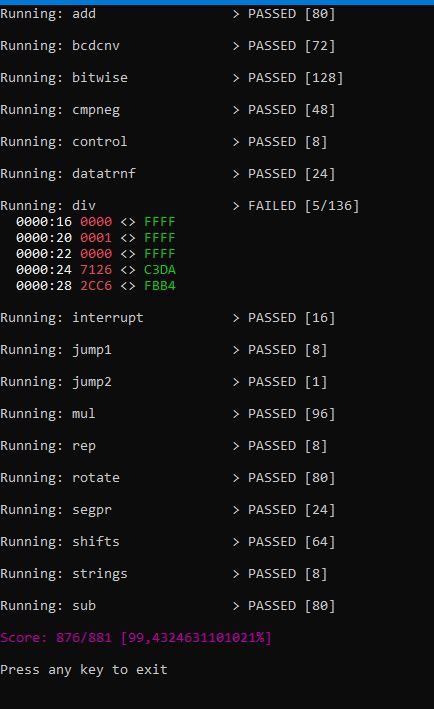 Running: add > PASSED [80]
Running: bcdcnv > PASSED [72]
Running: bitwise > PASSED [128]
Running: cmpneg > PASSED [48]
Running: control > PASSED [8]
Running: datatrnf > PASSED [24]
Running: div > FAILED [5/136]
0000:16 0000 <> FFFF
0000:20 0001 <> FFFF
0000:22 0000 <> FFFF
0000:24 7126 <> C3DA
0000:28 2CC6 <> FBB4
Running: interrupt > PASSED [16]
Running: jump1 > PASSED [8]
Running: jump2 > PASSED [1]
Running: mul > PASSED [96]
Running: rep > PASSED [8]
Running: rotate > PASSED [80]
Running: segpr > PASSED [24]
Running: shifts > PASSED [64]
Running: strings > PASSED [8]
Running: sub > PASSED [80]
Score: 876/881 [99,4324631101021%]
Press any key to exit